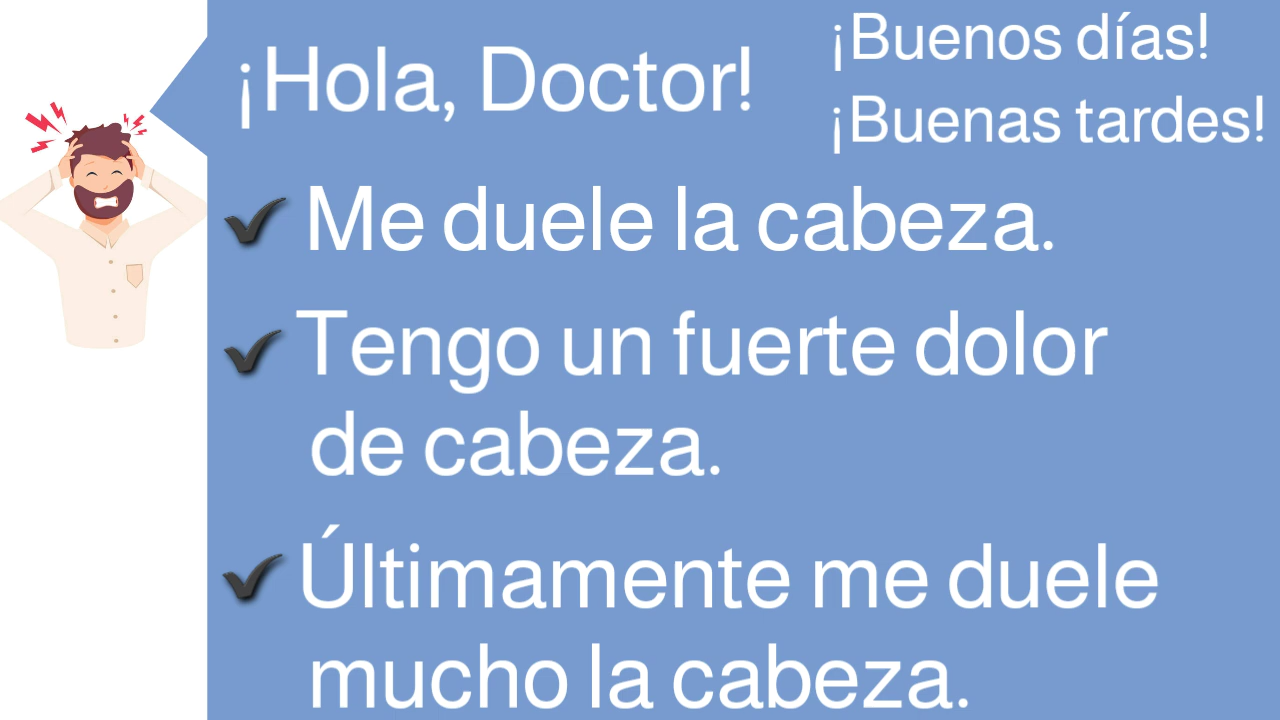 ¡Hola, Doctor!
¡Buenos días!
¡Buenas tardes!
Me duele la cabeza.
Tengo un fuerte dolor
de cabeza.
Últimamente me duele
mucho la cabeza.